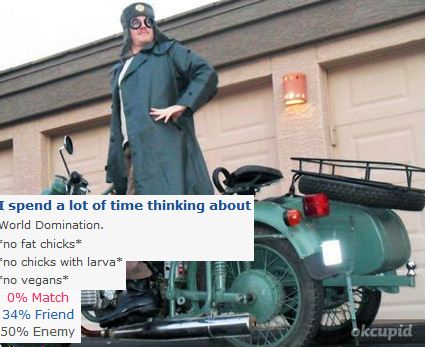 I spend a lot of time thinking about
World Domination.
*no fat chicks*
*no chicks with larva*
*no vegans*
0% Match
34% Friend
50% Enemy
okcupid